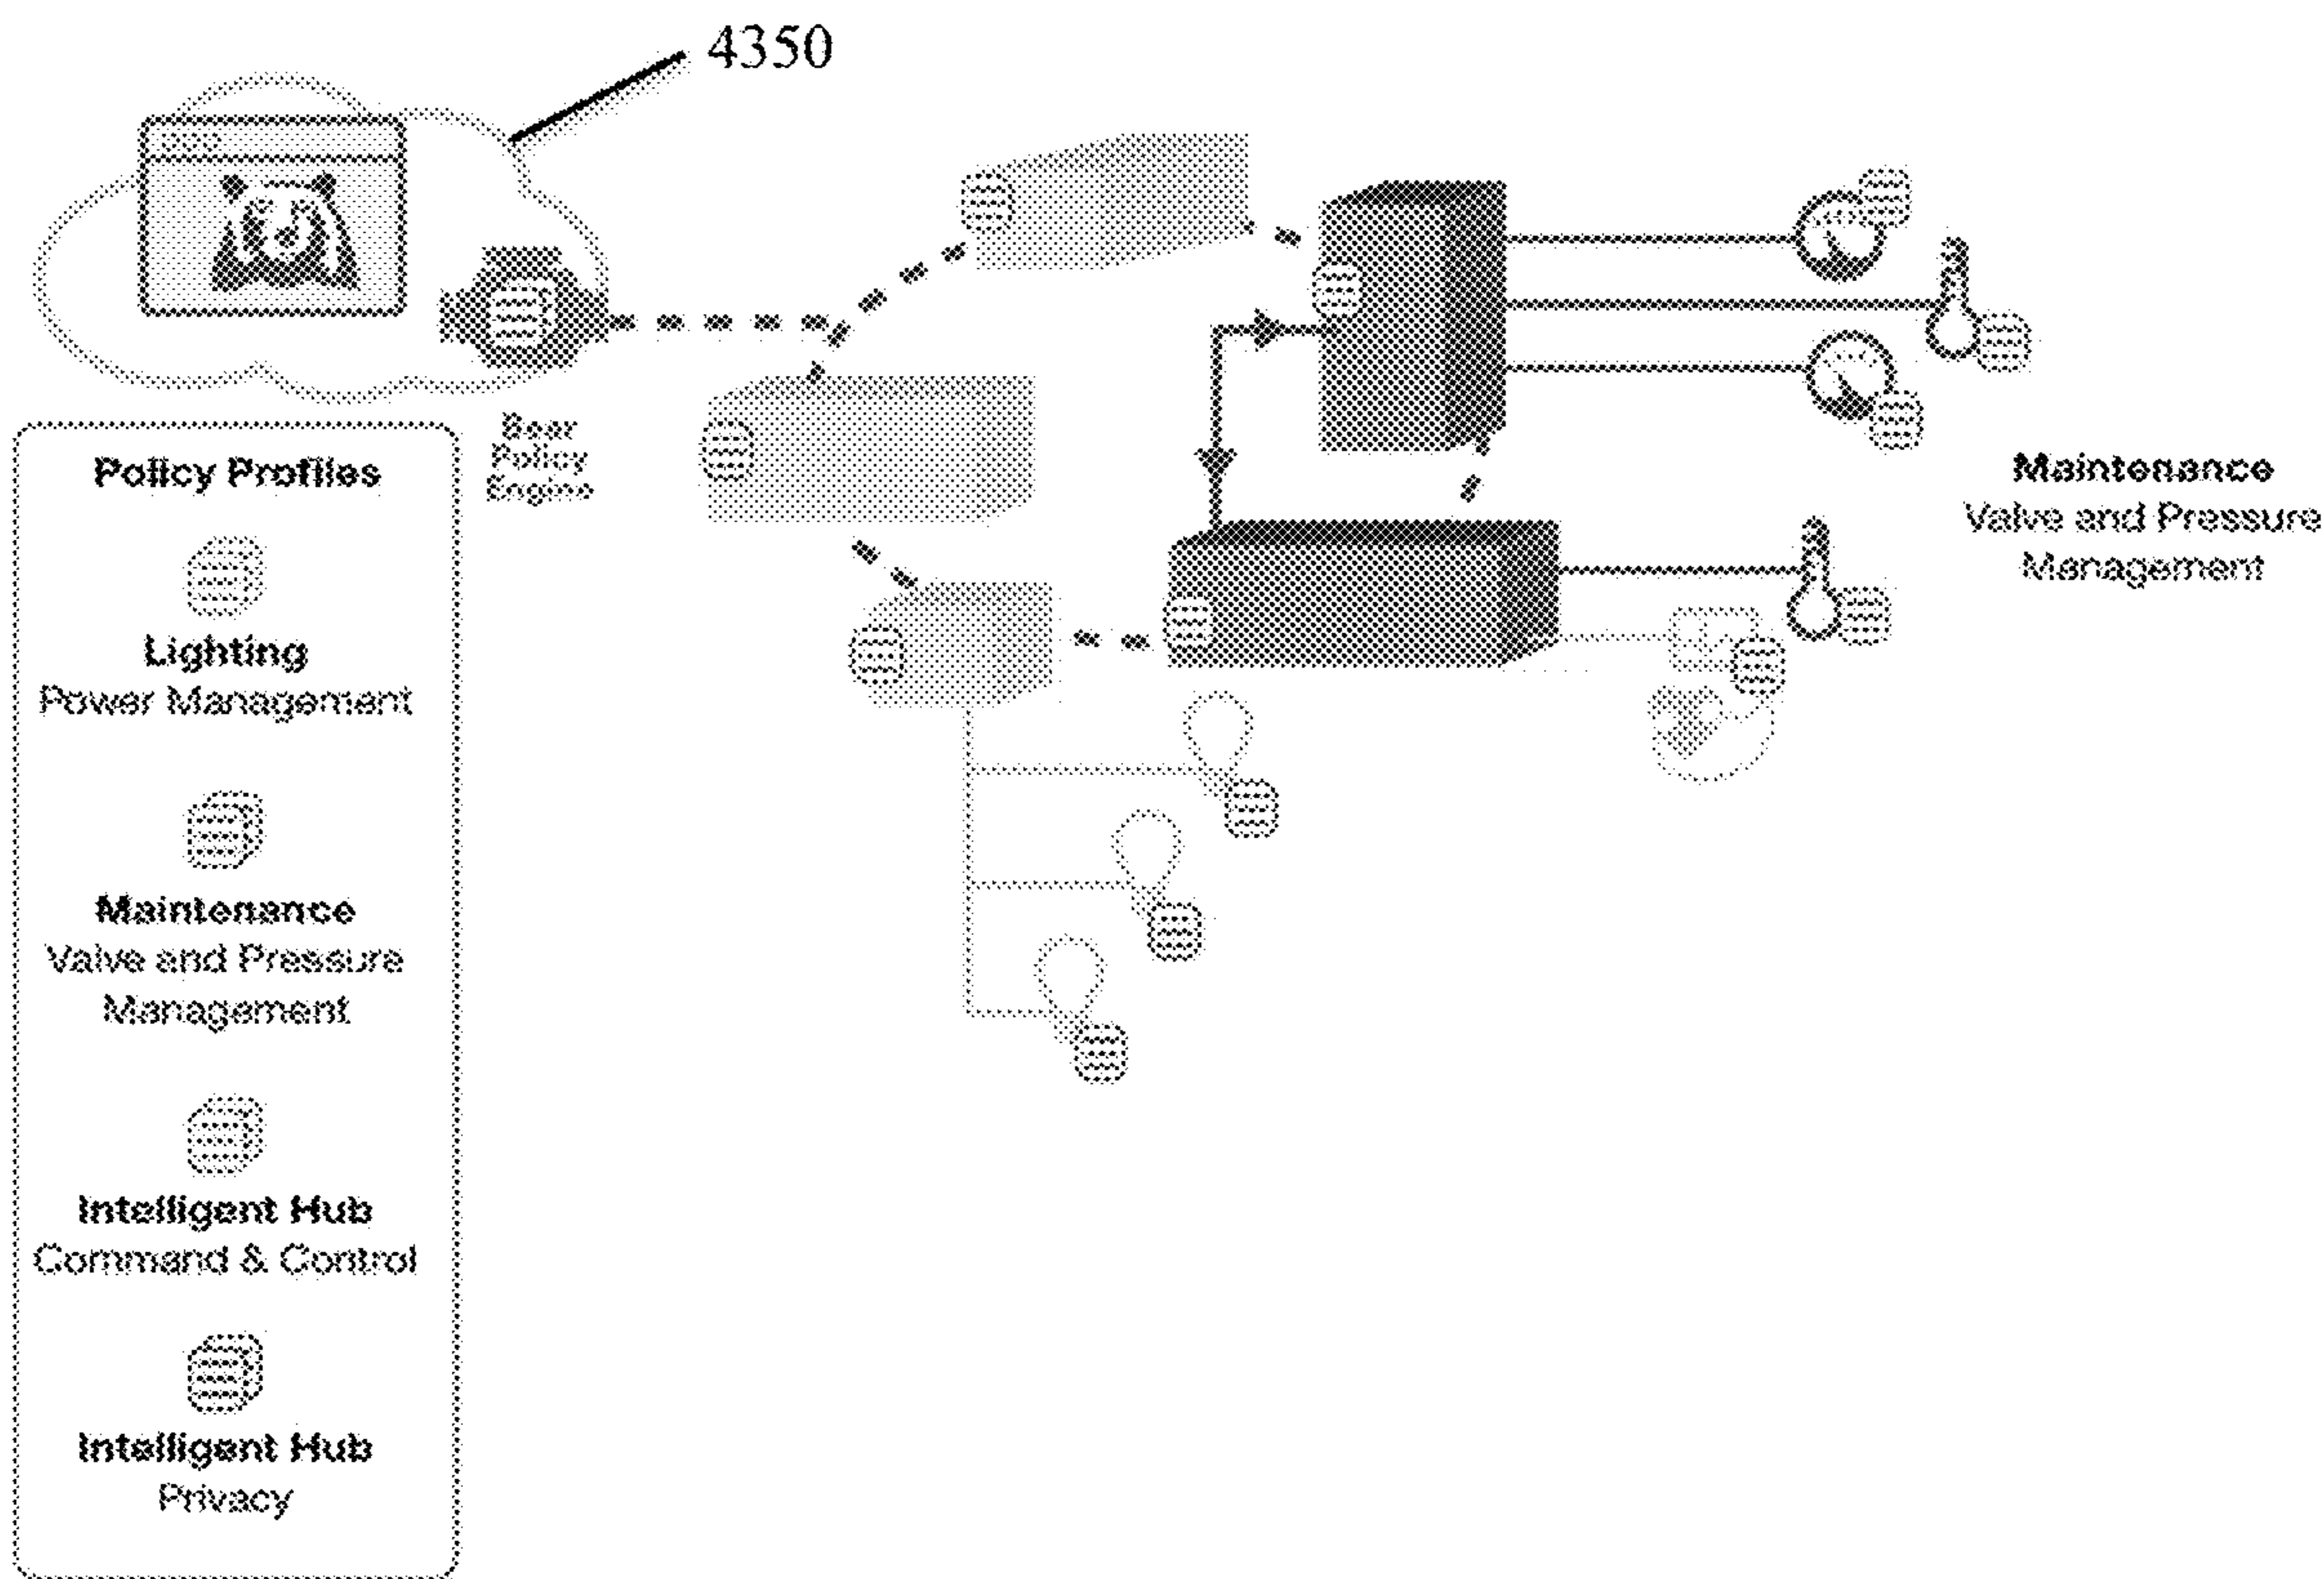 4350
Bear
Policy
Engine
Policy Profiles
Lighting
Power Management
Maintenance
Valve and Pressure
Management
Intelligent Hub
Command & Control
Intelligent Hub
Privacy
Maintenance
Valve and Pressure
Management